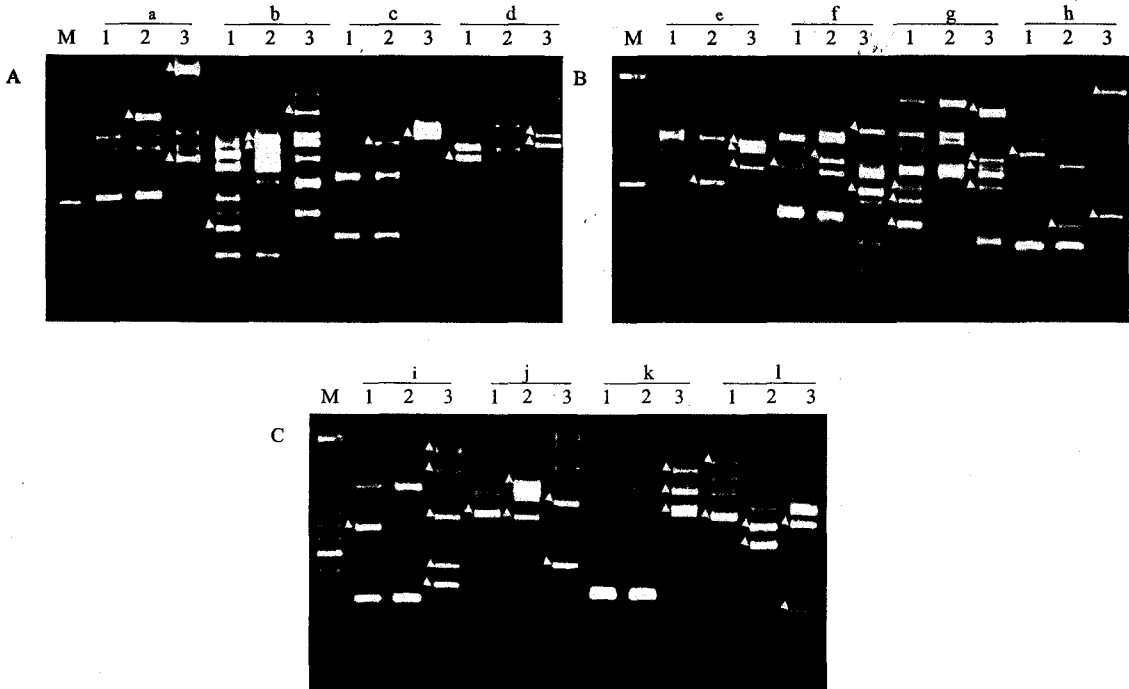 a b c d
M 1 2 3 1 2 3 1 2 3 1 2 3
A
e f g h
M 1 2 3 1 2 3 1 2 3 1 2 3
B
i j k l
M 1 2 3 1 2 3 1 2 3 1 2 3
C